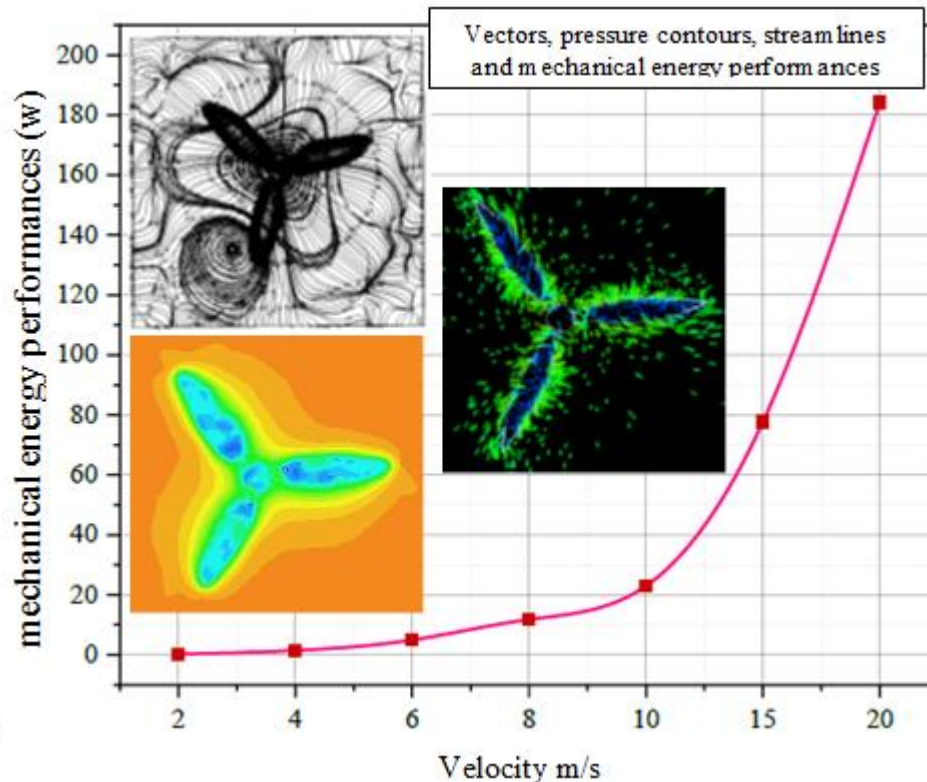 Vectors, pressure contours, streamlines
and mechanical energy performances
mechanical energy performances (w)
200
180
160
140
120
100
80
60
40
20
0
2 4 6 8 10 15 20
Velocity m/s